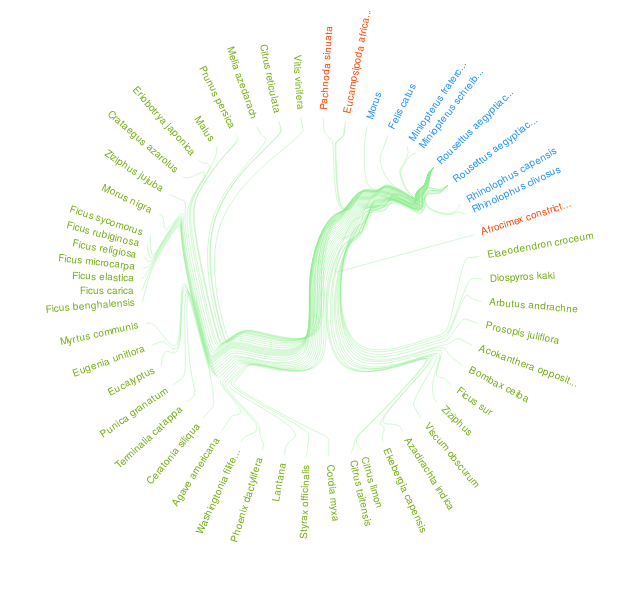 Pachnoda sinuata
Eucampsipoda africa...
Morus
Felis catus
Miniopterus fraterc...
Miniopterus schreib...
Rousettus aegyptiac...
Rousettus aegyptiac...
Rhinolophus capensis
Rhinolophus clivosus
Afrocimex constrict...
Elaeodendron croceum
Diospyros kaki
Arbutus andrachne
Prosopis juliflora
Acokanthera opposit...
Bombax ceiba
Ficus sur
Ziziphus
Viscum obscurum
Azadirachta indica
Ekebergia capensis
Citrus limon
Citrus taitensis
Cordia myxa
Styrax officinalis
Lantana
Phoenix dactylifera
Washingtonia filife...
Agave americana
Ceratonia siliqua
Terminalia catappa
Punica granatum
Eucalyptus
Eugenia uniflora
Myrtus communis
Ficus benghalensis
Ficus carica
Ficus elastica
Ficus microcarpa
Ficus religiosa
Ficus rubiginosa
Ficus sycomorus
Morus nigra
Ziziphus jujuba
Crataegus azarolus
Eriobotrya japonica
Malus
Prunus persica
Melia azedarach
Citrus reticulata
Vitis vinifera